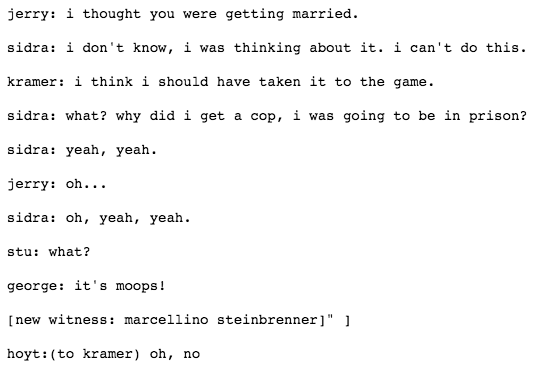 jerry: i thought you were getting married.
sidra: i don't know, i was thinking about it. i can't do this.
kramer: i think i should have taken it to the game.
sidra: what? why did i get a cop, i was going to be in prison?
sidra: yeah, yeah.
jerry: oh...
sidra: oh, yeah, yeah.
stu: what?
george: it's moops!
[new witness: marcellino steinbrenner]" ]
hoyt:(to kramer) oh, no